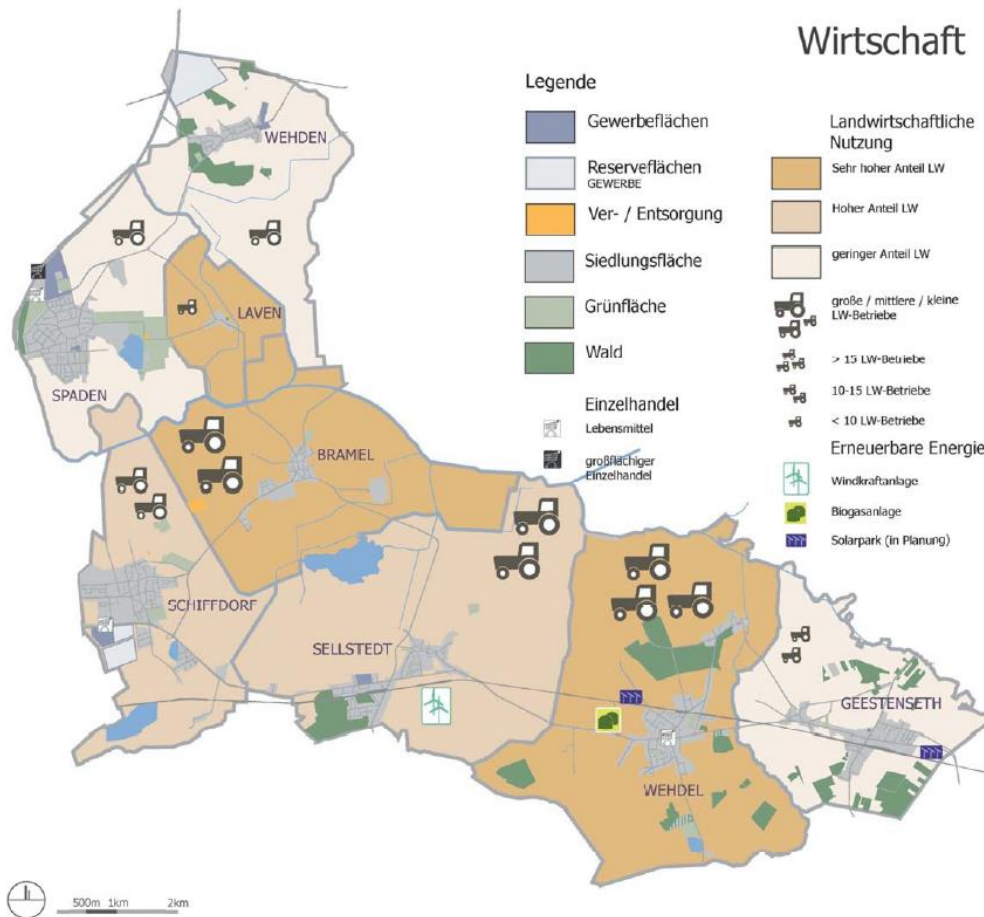 Wirtschaft
Legende
Gewerbeflächen
Reserveflächen
GEWERBE
Ver- / Entsorgung
Siedlungsfläche
Grünfläche
Wald
Einzelhandel
Lebensmittel
großflächiger
Einzelhandel
Landwirtschaftliche
Nutzung
Sehr hoher Anteil LW
Hoher Anteil LW
geringer Anteil LW
große / mittlere / kleine
LW-Betriebe
> 15 LW-Betriebe
10-15 LW-Betriebe
< 10 LW-Betriebe
Erneuerbare Energie
Windkraftanlage
Biogasanlage
Solarpark (in Planung)
WEHDEN
LAVEN
SPADEN
BRAMEL
SCHIFFDORF
SELLSTEDT
GEESTENSETH
WEHDEL
500m 1km 2km